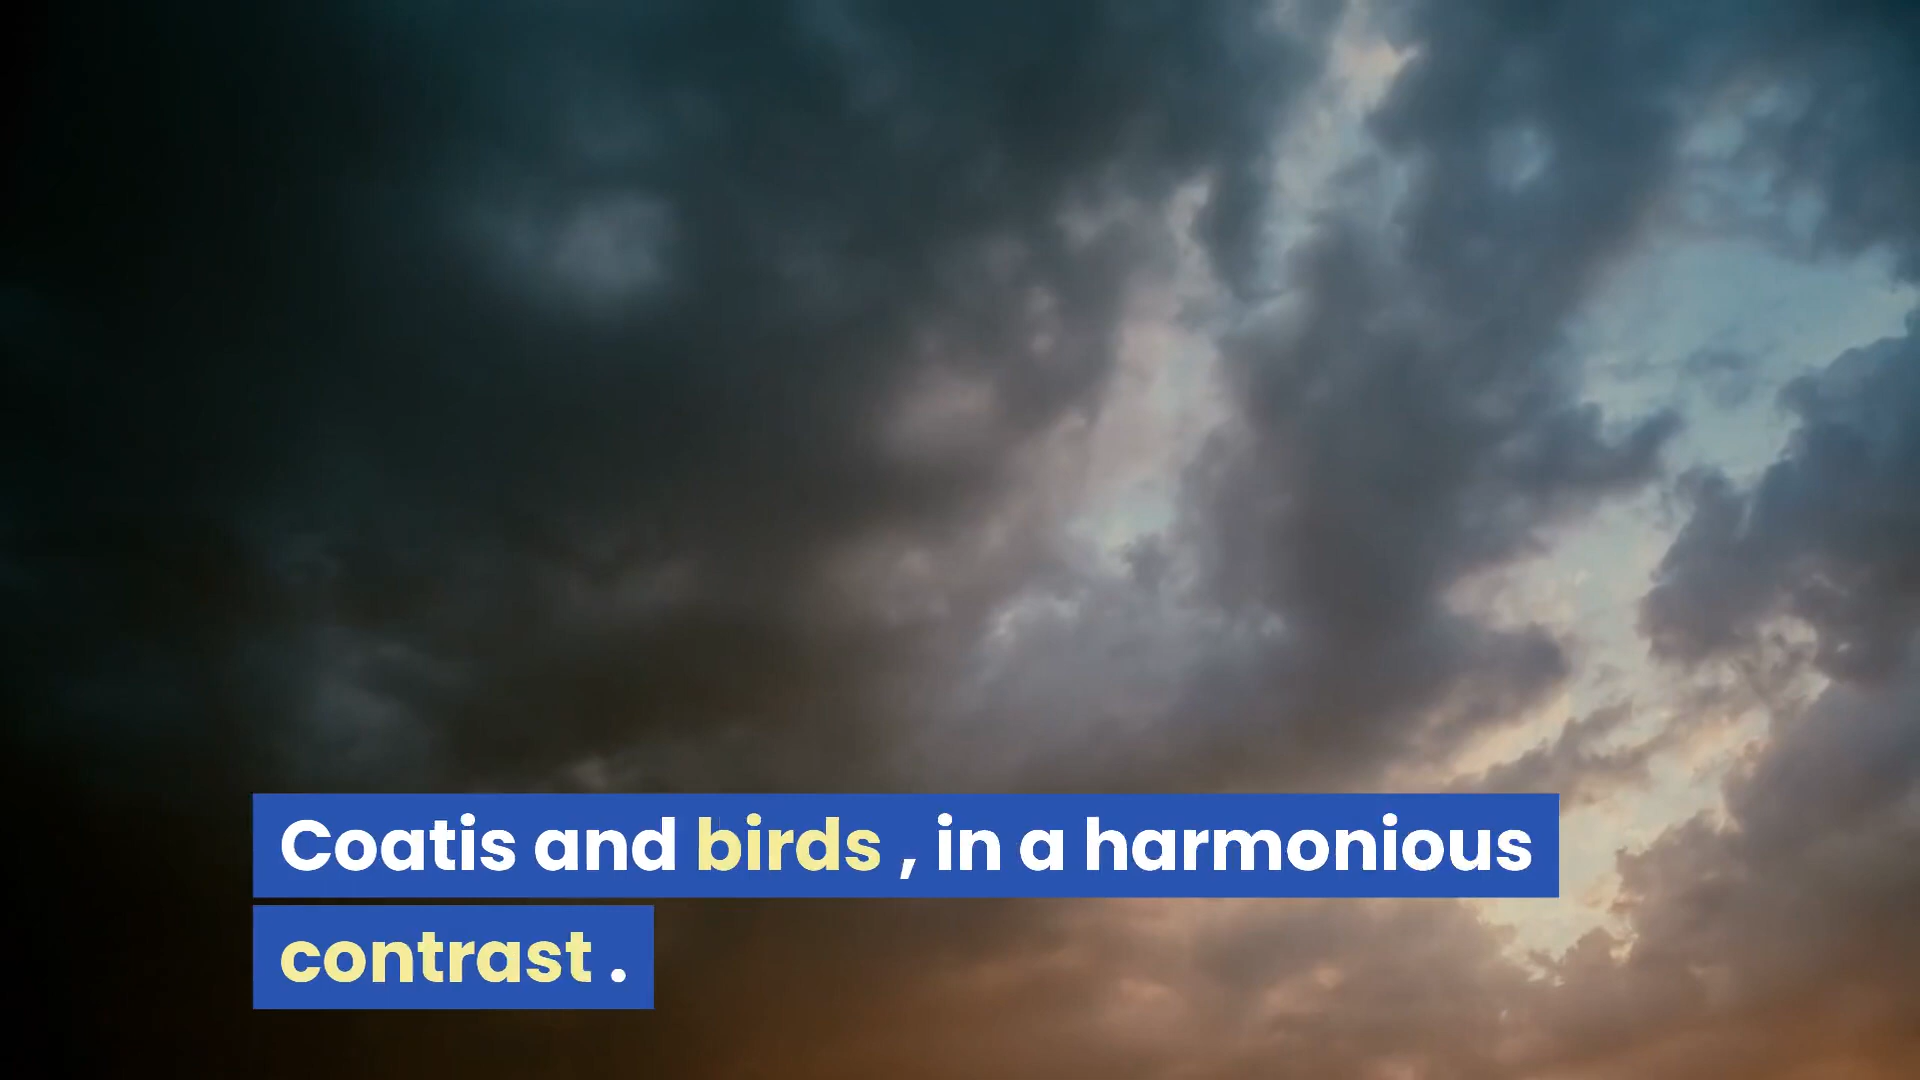 Coatis and birds , in a harmonious
contrast .